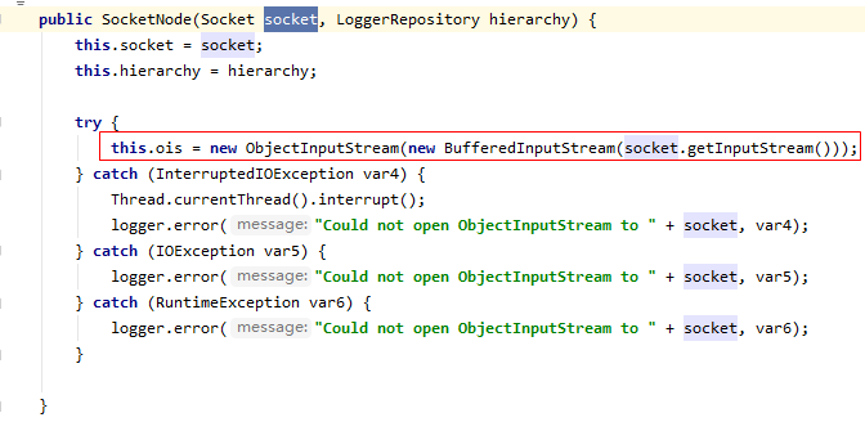 public SocketNode(Socket socket, LoggerRepository hierarchy) {
this.socket = socket;
this.hierarchy = hierarchy;
try {
this.ois = new ObjectInputStream(new BufferedInputStream(socket.getInputStream()));
} catch (InterruptedIOException var4) {
Thread.currentThread().interrupt();
logger.error( message: "Could not open ObjectInputStream to " + socket, var4);
} catch (IOException var5) {
logger.error( message: "Could not open ObjectInputStream to " + socket, var5);
} catch (RuntimeException var6) {
logger.error( message: "Could not open ObjectInputStream to " + socket, var6);
}
}